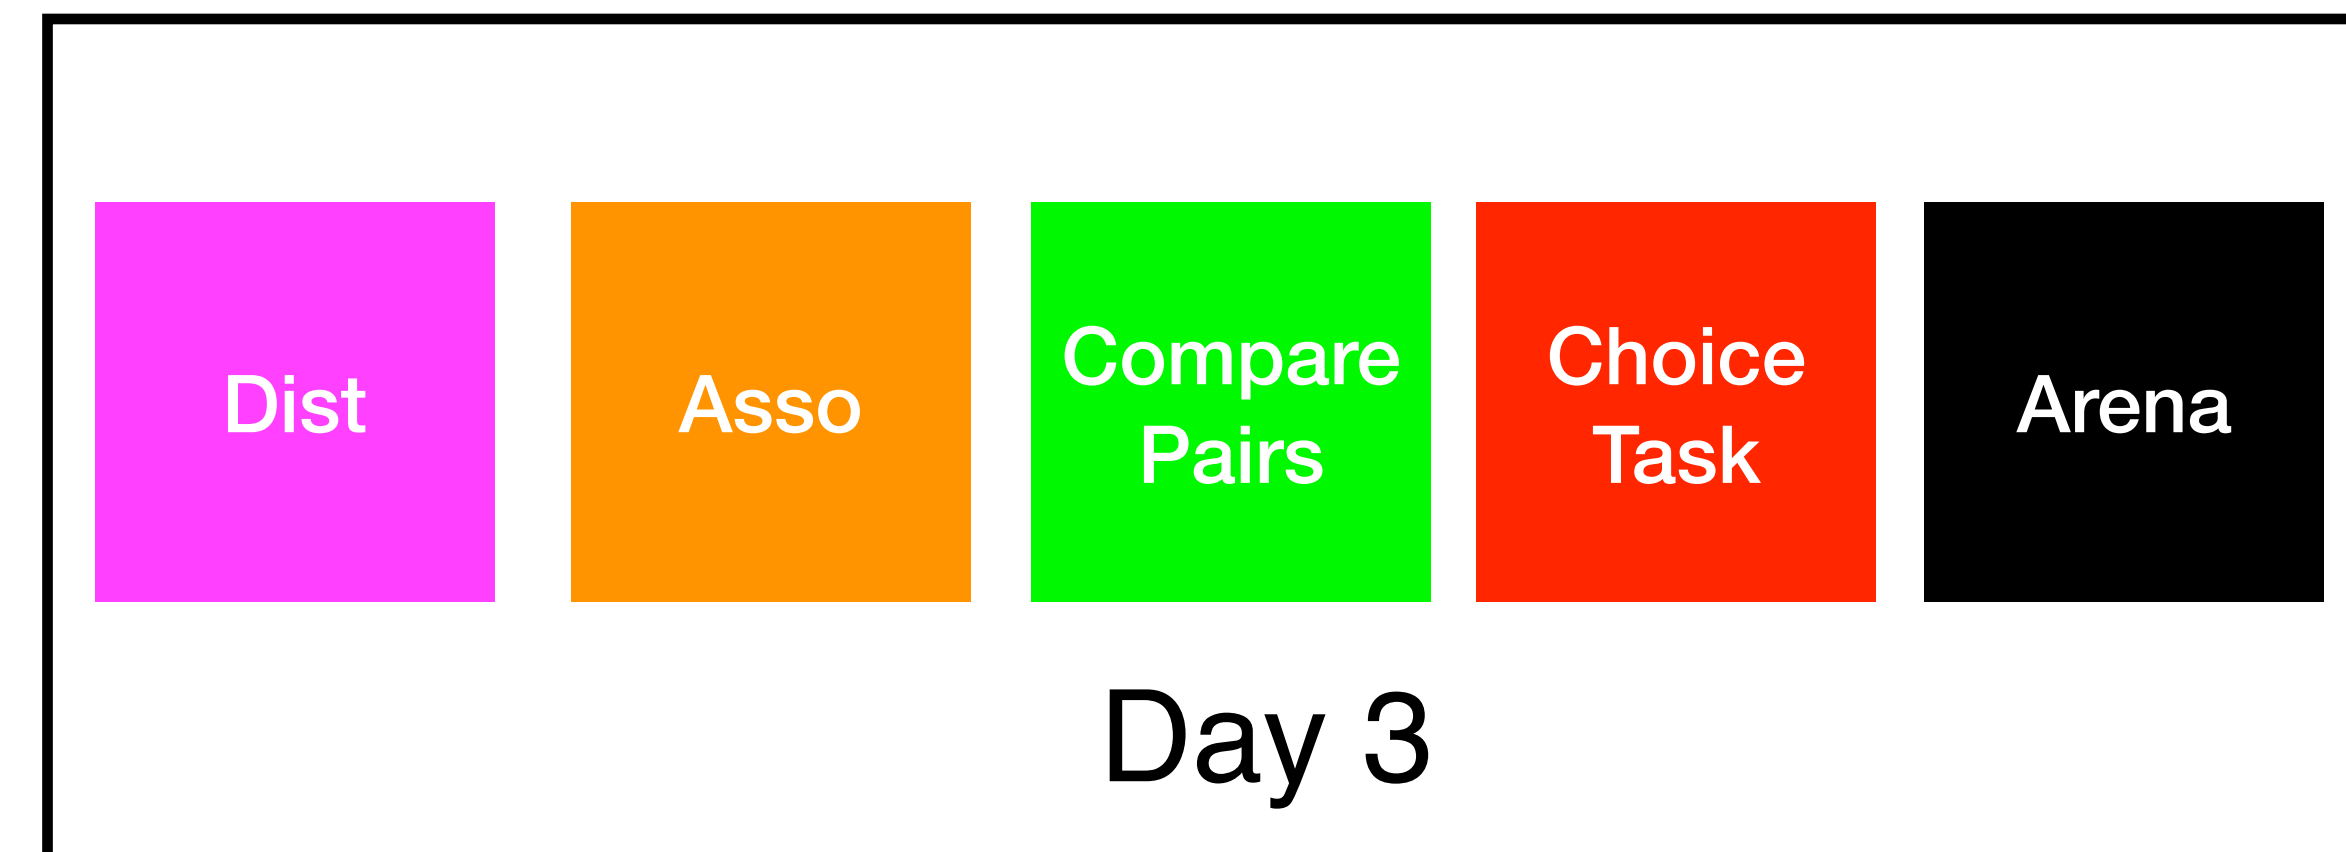 Dist
Asso
Compare
Pairs
Choice
Task
Arena
Day 3